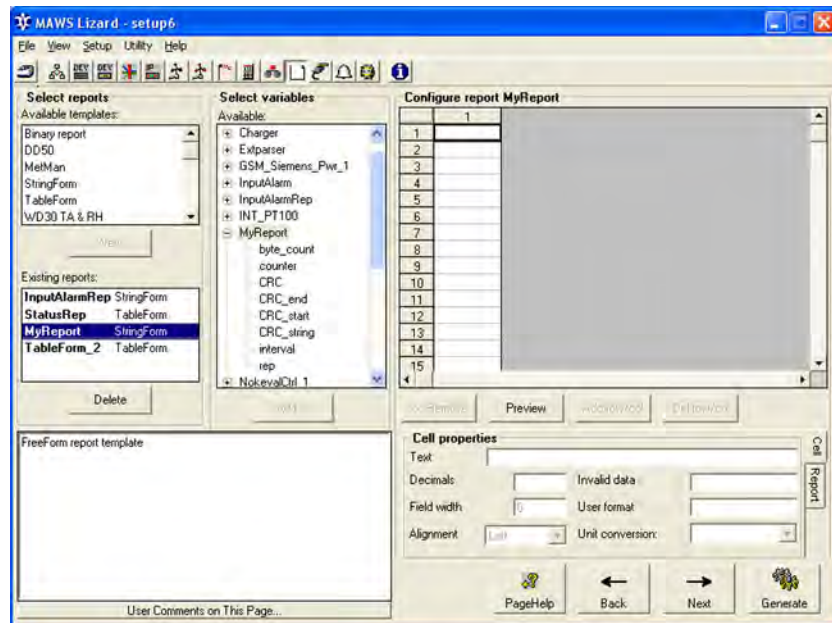 MAWS Lizard - setup6
File View Setup Utility Help
Select reports
Available templates:
Binary report
DD50
MetMan
StringForm
TableForm
WD30 TA & RH
Existing reports:
InputAlarmRep StringForm
StatusRep TableForm
MyReport StringForm
TableForm_2 TableForm
Delete
Select variables
Available:
Charger
Extparser
GSM_Siemens_Pwr_1
InputAlarm
InputAlarmRep
INT_PT100
MyReport
byte_count
counter
CRC
CRC_end
CRC_start
CRC_string
interval
rep
NokevalCtrl_1
Configure report MyReport
1
1
2
3
4
5
6
7
8
9
10
11
12
13
14
15
Preview
FreeForm report template
User Comments on This Page...
Cell properties
Text
Decimals Invalid data
Field width User format
Alignment Left Unit conversion:
Cell
Report
PageHelp Back Next Generate